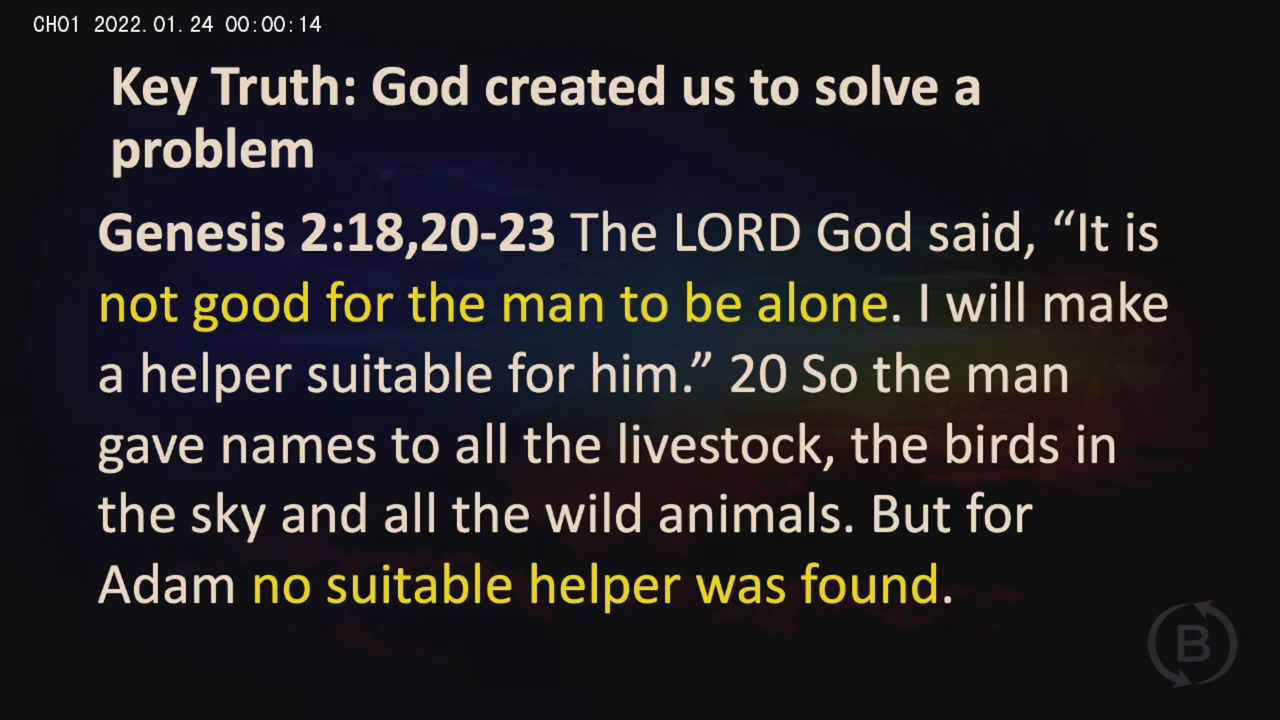 CH01 2022.01.24 00:00:14
Key Truth: God created us to solve a
problem
Genesis 2:18,20-23 The LORD God said, “It is
not good for the man to be alone. I will make
a helper suitable for him.” 20 So the man
gave names to all the livestock, the birds in
the sky and all the wild animals. But for
Adam no suitable helper was found.
B